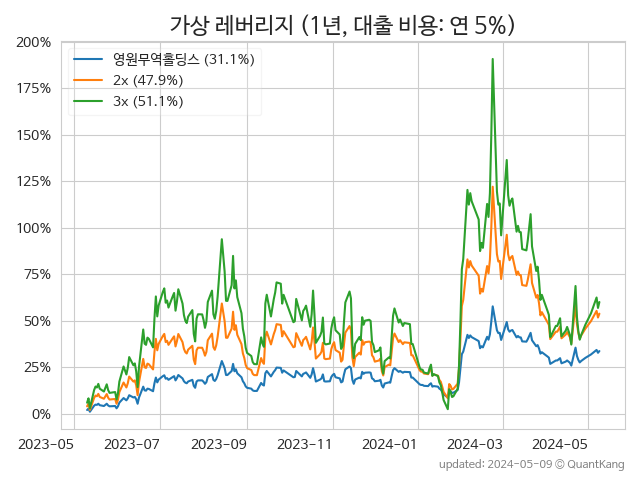 가상 레버리지 (1년, 대출 비용: 연 5%)
200%
175%
150%
125%
100%
75%
50%
25%
0%
영원무역홀딩스 (31.1%)
2x (47.9%)
3x (51.1%)
2023-05 2023-07 2023-09 2023-11 2024-01 2024-03 2024-05
updated: 2024-05-09 © QuantKang